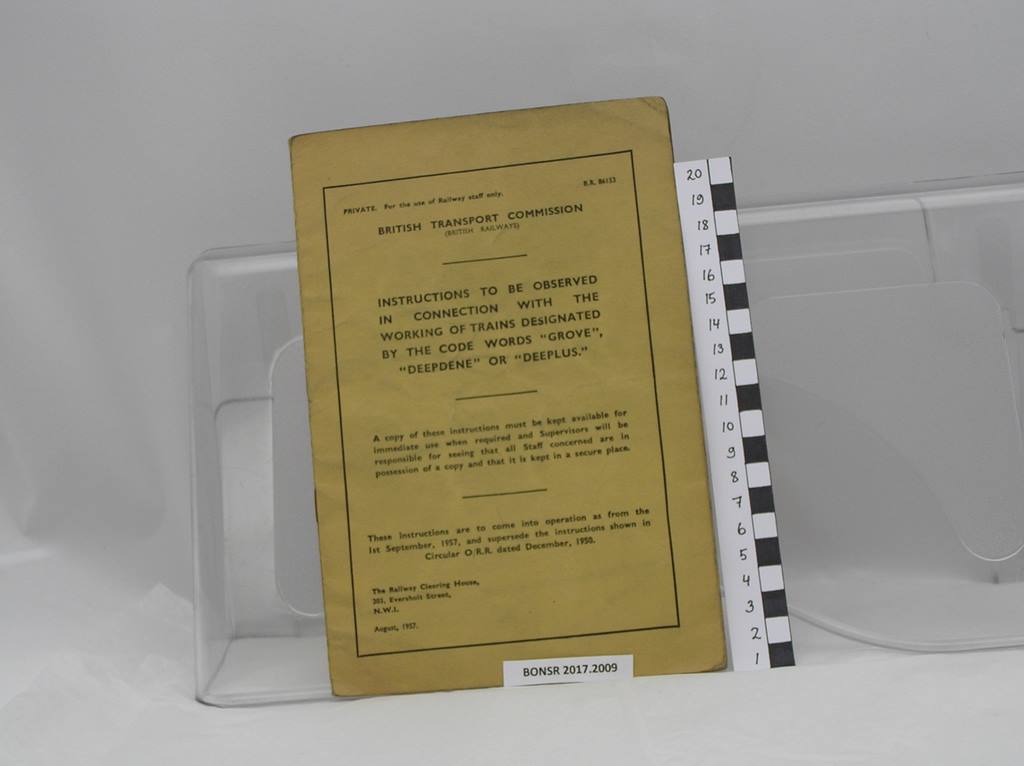 PRIVATE. For the use of Railway staff only.
B.R. 86153
BRITISH TRANSPORT COMMISSION
(BRITISH RAILWAYS)
INSTRUCTIONS TO BE OBSERVED
IN CONNECTION WITH THE
WORKING OF TRAINS DESIGNATED
BY THE CODE WORDS "GROVE",
"DEEPDENE" OR "DEEPLUS."
A copy of these instructions must be kept available for
immediate use when required and Supervisors will be
responsible for seeing that all Staff concerned are in
possession of a copy and that it is kept in a secure place.
These instructions are to come into operation as from the
1st September, 1957, and supersede the instructions shown in
Circular O/R.R. dated December, 1950.
The Railway Clearing House,
203, Eversholt Street,
N.W.1.
August, 1957.
BONSR 2017.2009
20
19
18
17
16
15
14
13
12
11
10
9
8
7
6
5
4
3
2
1